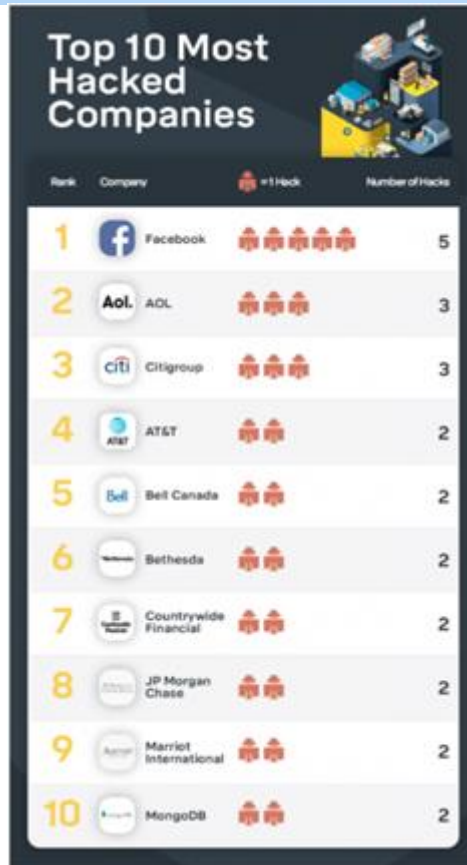 Top 10 Most
Hacked
Companies
Rank Company =1 Hack Number of Hacks
1 Facebook 5
2 Aol. AOL 3
3 citi Citigroup 3
4 AT&T AT&T 2
5 Bell Bell Canada 2
6 Bethesda 2
7 Countrywide
Financial 2
8 JP Morgan
Chase 2
9 Marriot
International 2
10 MongoDB 2